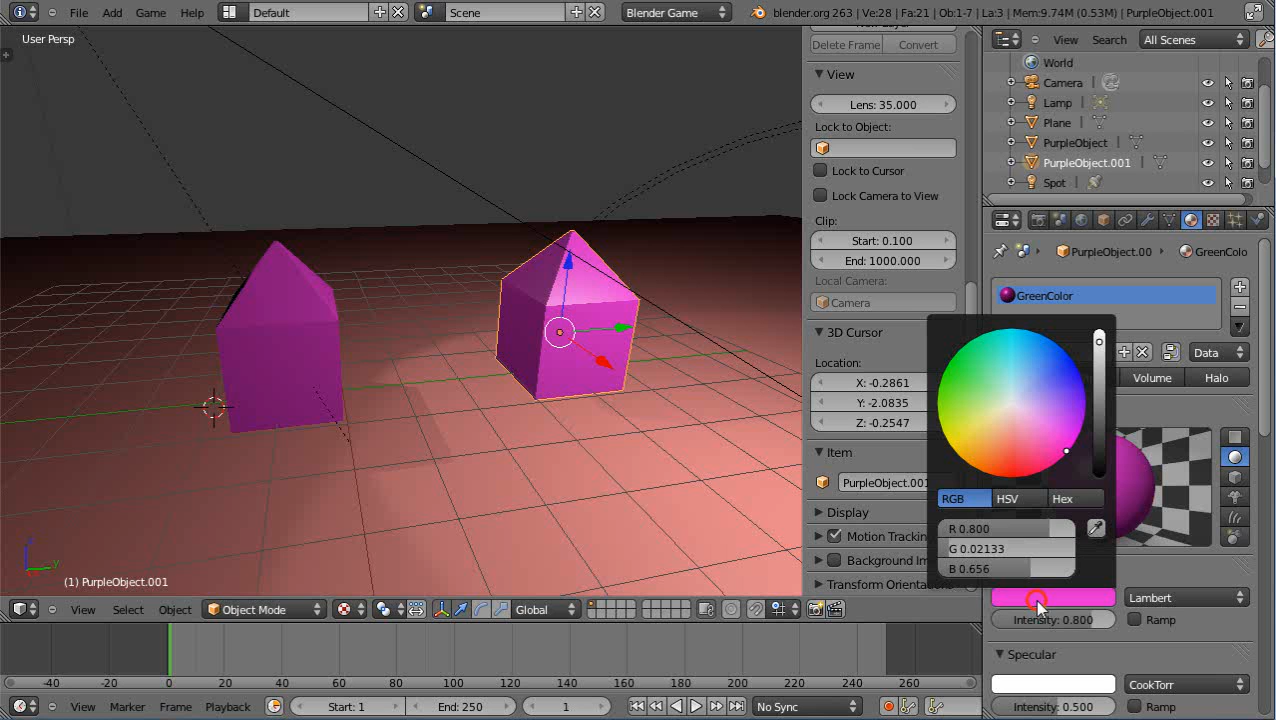 File Add Game Help Default Scene Blender Game blender.org 263 | Ve:28 | Fa:21 | Ob:1-7 | La:3 | Mem:9.74M (0.53M) | PurpleObject.001
User Persp
(1) PurpleObject.001
View Select Object Object Mode Global
Delete Frame Convert
View
Lens: 35.000
Lock to Object:
Lock to Cursor
Lock Camera to View
Clip:
Start: 0.100
End: 1000.000
Local Camera:
Camera
3D Cursor
Location:
X: -0.2861
Y: -2.0835
Z: -0.2547
Item
PurpleObject.001
Display
Motion Trackin
Background Im
Transform Orientatio
View Search All Scenes
World
Camera
Lamp
Plane
PurpleObject
PurpleObject.001
Spot
PurpleObject.00 GreenColo
GreenColor
Data
Volume Halo
RGB HSV Hex
R 0.800
G 0.02133
B 0.656
Lambert
Intensity: 0.800 Ramp
Specular
CookTorr
Intensity: 0.500 Ramp
-40 -20 0 20 40 60 80 100 120 140 160 180 200 220 240 260
View Marker Frame Playback Start: 1 End: 250 1 No Sync